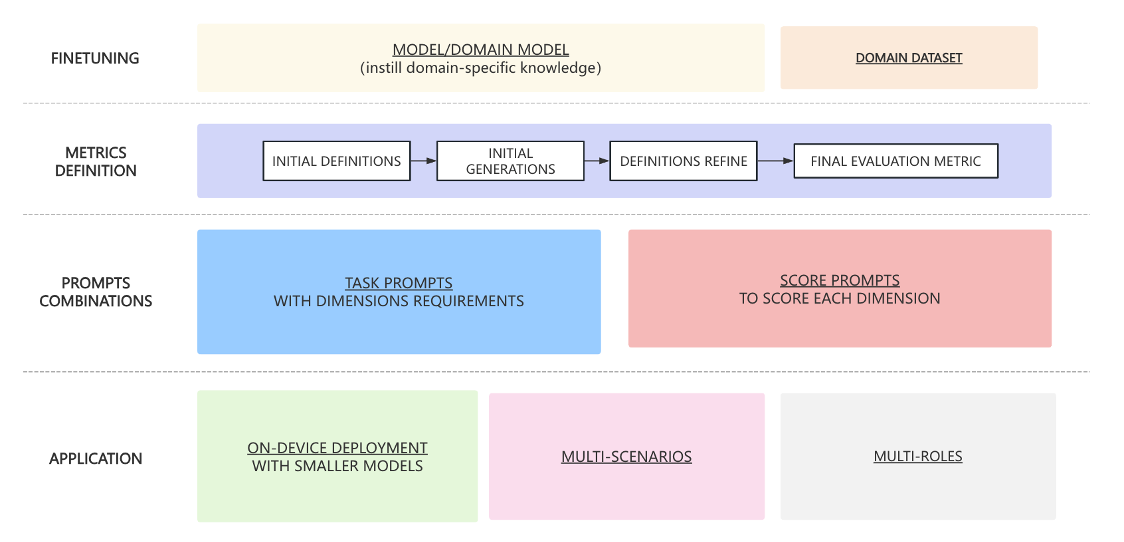 FINETUNING
MODEL/DOMAIN MODEL
(instill domain-specific knowledge)
DOMAIN DATASET
METRICS
DEFINITION
INITIAL DEFINITIONS
INITIAL
GENERATIONS
DEFINITIONS REFINE
FINAL EVALUATION METRIC
PROMPTS
COMBINATIONS
TASK PROMPTS
WITH DIMENSIONS REQUIREMENTS
SCORE PROMPTS
TO SCORE EACH DIMENSION
APPLICATION
ON-DEVICE DEPLOYMENT
WITH SMALLER MODELS
MULTI-SCENARIOS
MULTI-ROLES